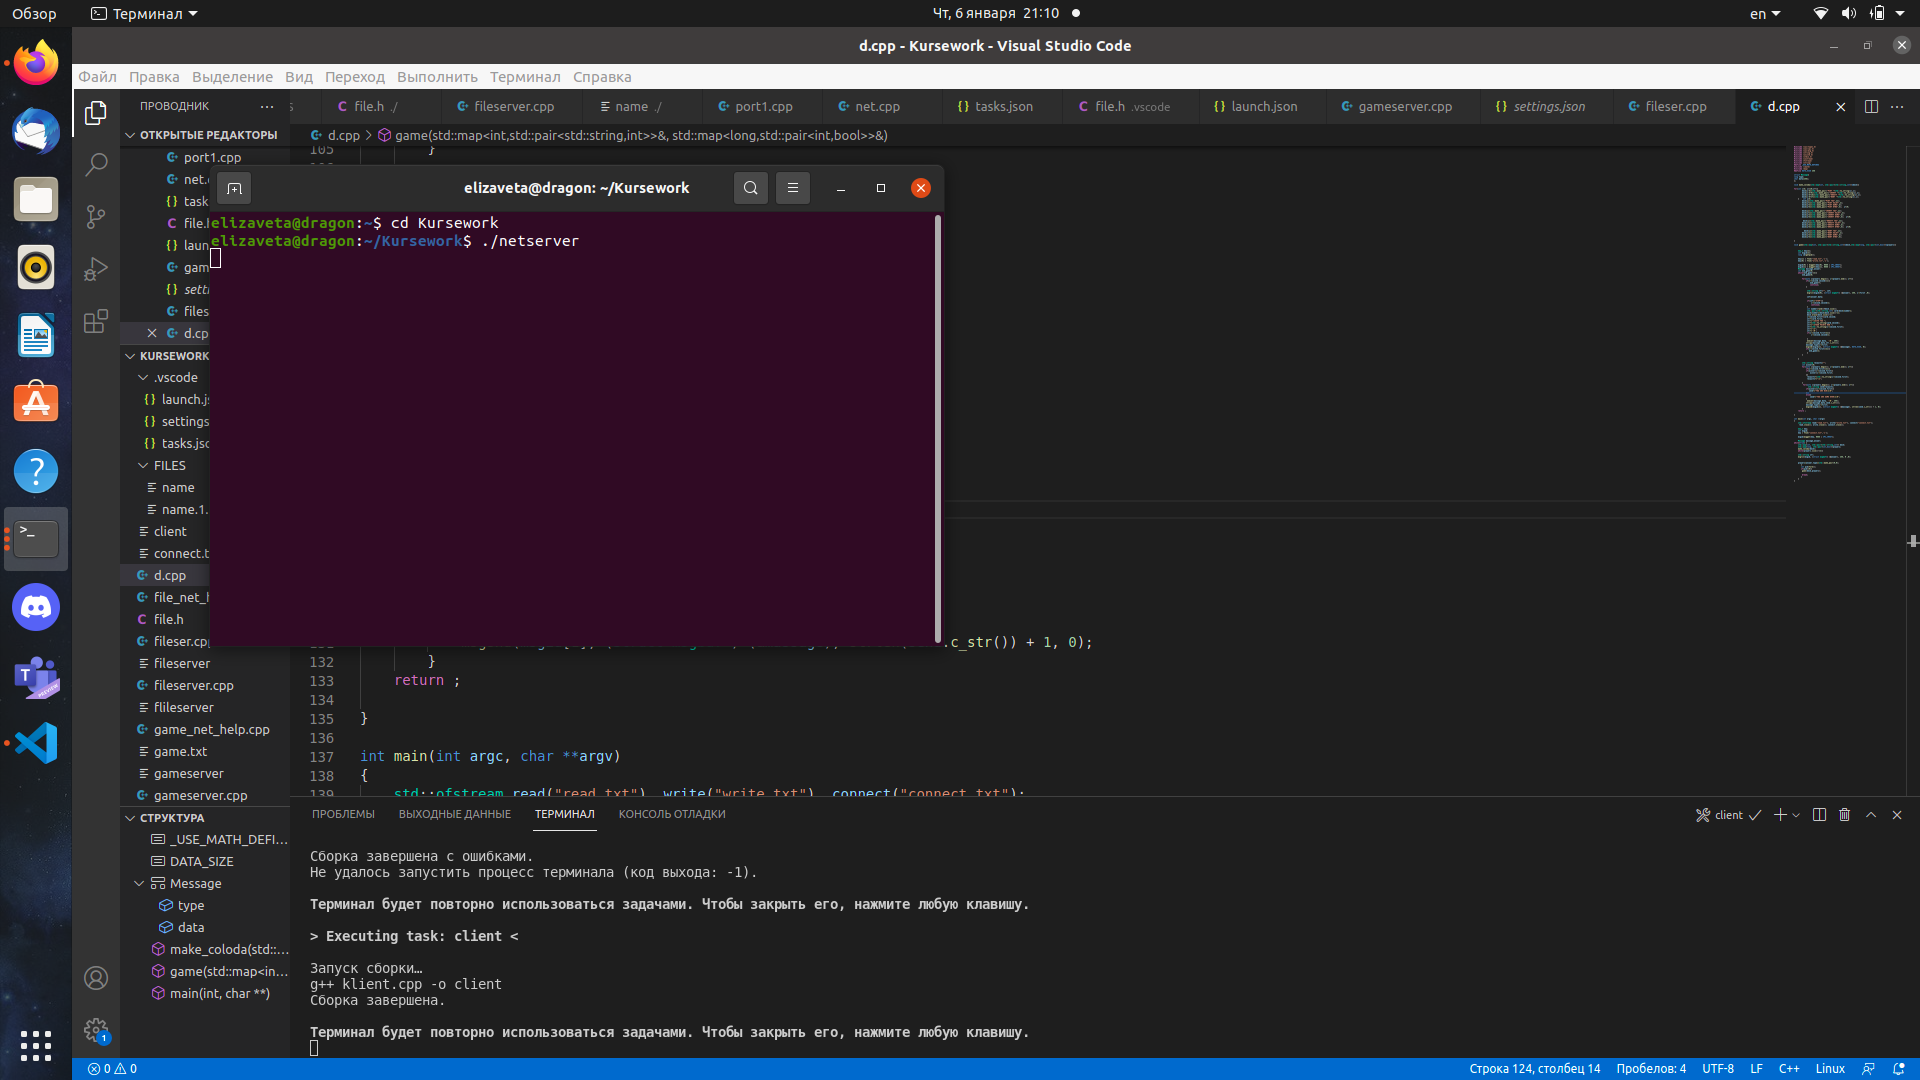 Обзор
Терминал
Чт, 6 января 21:10
en
d.cpp - Kursework - Visual Studio Code
Файл Правка Выделение Вид Переход Выполнить Терминал Справка
ПРОВОДНИК
file.h ./
fileserver.cpp
name ./
port1.cpp
net.cpp
tasks.json
file.h .vscode
launch.json
gameserver.cpp
settings.json
fileser.cpp
d.cpp
ОТКРЫТЫЕ РЕДАКТОРЫ
d.cpp > game(std::map<int,std::pair<std::string,int>>&, std::map<long,std::pair<int,bool>>&)
port1.cpp
net.
task
file.
laun
gam
setti
files
d.cp
KURSEWORK
.vscode
launch.js
settings
tasks.jsc
FILES
name
name.1.
client
connect.t
d.cpp
file_net_h
file.h
fileser.cpp
fileserver
fileserver.cpp
flileserver
game_net_help.cpp
game.txt
gameserver
gameserver.cpp
СТРУКТУРА
_USE_MATH_DEFI...
DATA_SIZE
Message
type
data
make_coloda(std::...
game(std::map<in...
main(int, char **)
105 }
elizaveta@dragon: ~/Kursework
elizaveta@dragon:~$ cd Kursework
elizaveta@dragon:~/Kursework$ ./netserver
.c_str()) + 1, 0);
132 }
133 return ;
134
135 }
136
137 int main(int argc, char **argv)
138 {
139 std::ofstream read("read.txt"), write("write.txt"), connect("connect.txt");
ПРОБЛЕМЫ ВЫХОДНЫЕ ДАННЫЕ ТЕРМИНАЛ КОНСОЛЬ ОТЛАДКИ
client
Сборка завершена с ошибками.
Не удалось запустить процесс терминала (код выхода: -1).
Терминал будет повторно использоваться задачами. Чтобы закрыть его, нажмите любую клавишу.
> Executing task: client <
Запуск сборки…
g++ klient.cpp -o client
Сборка завершена.
Терминал будет повторно использоваться задачами. Чтобы закрыть его, нажмите любую клавишу.
1
0 0
Строка 124, столбец 14 Пробелов: 4 UTF-8 LF C++ Linux